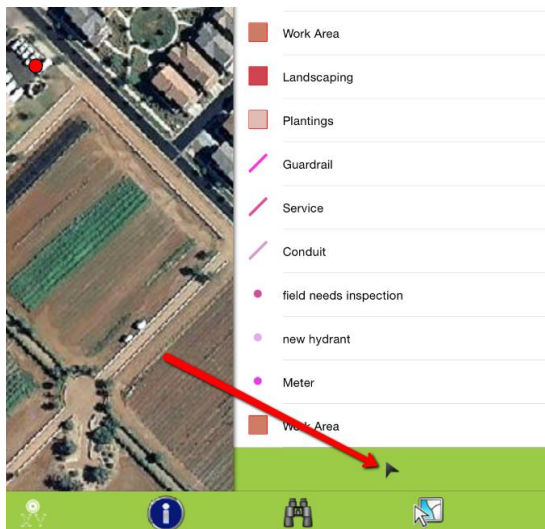 Work Area
Landscaping
Plantings
Guardrail
Service
Conduit
field needs inspection
new hydrant
Meter
Work Area